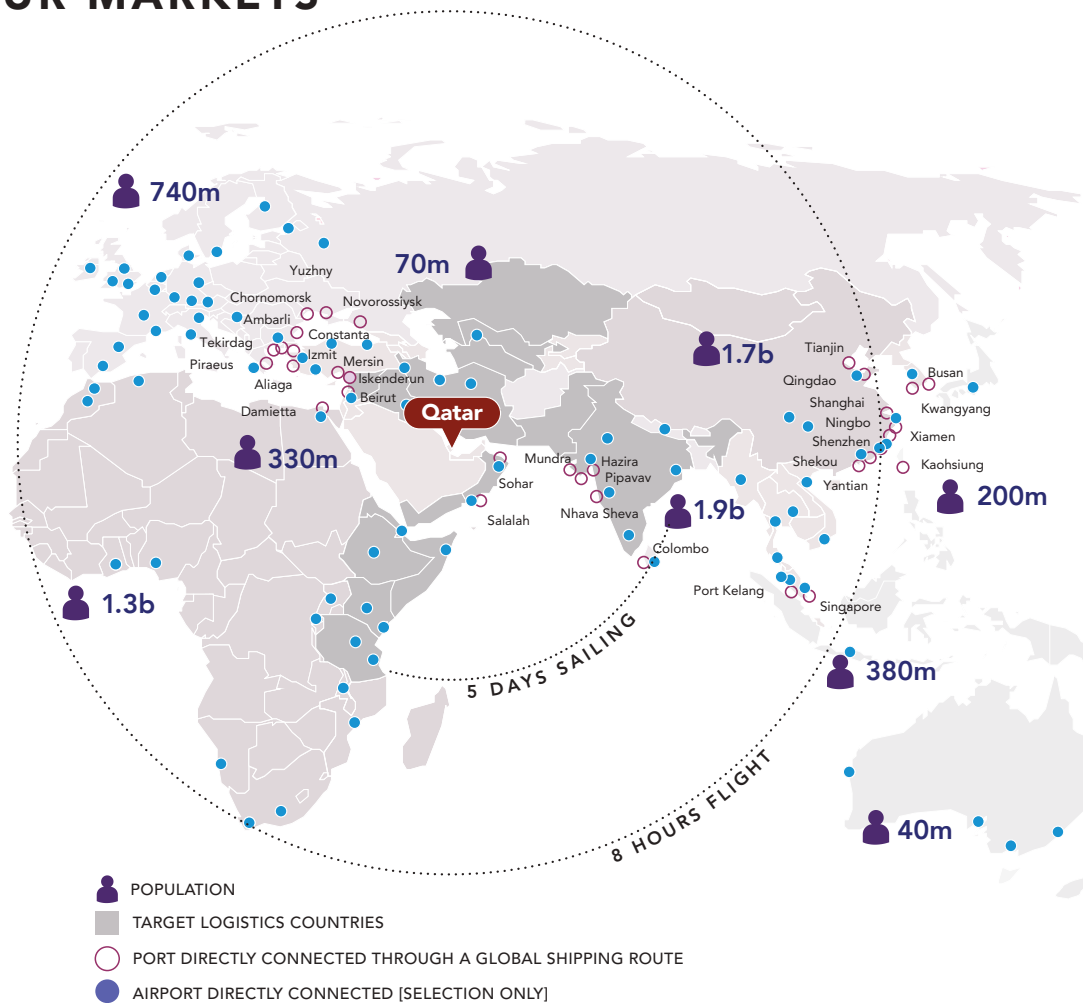 UR MARKETS
740m
70m
Yuzhny
Chornomorsk
Novorossiysk
Ambarli
Constanta
Tekirdag
Izmit
Mersin
Piraeus
Iskenderun
Aliaga
Beirut
Damietta
Qatar
330m
1.7b
Tianjin
Busan
Qingdao
Kwangyang
Shanghai
Ningbo
Shenzhen
Xiamen
Shekou
Kaohsiung
Yantian
200m
Mundra
Hazira
Pipavav
Sohar
Nhava Sheva
1.9b
Salalah
Colombo
Port Kelang
Singapore
1.3b
5 DAYS SAILING
380m
8 HOURS FLIGHT
40m
POPULATION
TARGET LOGISTICS COUNTRIES
PORT DIRECTLY CONNECTED THROUGH A GLOBAL SHIPPING ROUTE
AIRPORT DIRECTLY CONNECTED [SELECTION ONLY]